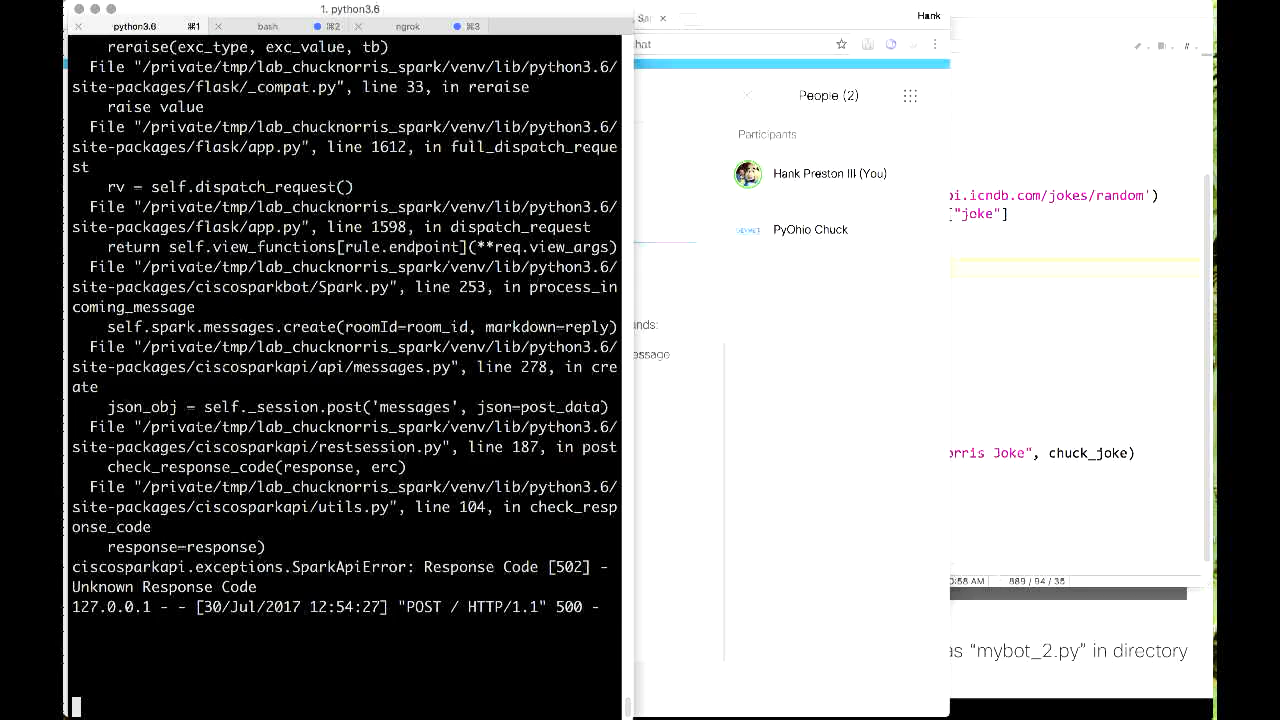 1. python3.6
python3.6 ⌘1 bash ⌘2 ngrok ⌘3
reraise(exc_type, exc_value, tb)
File "/private/tmp/lab_chucknorris_spark/venv/lib/python3.6/
site-packages/flask/_compat.py", line 33, in reraise
raise value
File "/private/tmp/lab_chucknorris_spark/venv/lib/python3.6/
site-packages/flask/app.py", line 1612, in full_dispatch_reque
st
rv = self.dispatch_request()
File "/private/tmp/lab_chucknorris_spark/venv/lib/python3.6/
site-packages/flask/app.py", line 1598, in dispatch_request
return self.view_functions[rule.endpoint](**req.view_args)
File "/private/tmp/lab_chucknorris_spark/venv/lib/python3.6/
site-packages/ciscosparkbot/Spark.py", line 253, in process_in
coming_message
self.spark.messages.create(roomId=room_id, markdown=reply)
File "/private/tmp/lab_chucknorris_spark/venv/lib/python3.6/
site-packages/ciscosparkapi/api/messages.py", line 278, in cre
ate
json_obj = self._session.post('messages', json=post_data)
File "/private/tmp/lab_chucknorris_spark/venv/lib/python3.6/
site-packages/ciscosparkapi/restsession.py", line 187, in post
check_response_code(response, erc)
File "/private/tmp/lab_chucknorris_spark/venv/lib/python3.6/
site-packages/ciscosparkapi/utils.py", line 104, in check_resp
onse_code
response=response)
ciscosparkapi.exceptions.SparkApiError: Response Code [502] -
Unknown Response Code
127.0.0.1 - - [30/Jul/2017 12:54:27] "POST / HTTP/1.1" 500 -
Hank
hat
People (2)
Participants
Hank Preston III (You)
PyOhio Chuck
ands:
essage
pi.icndb.com/jokes/random')
["joke"]
orris Joke", chuck_joke)
0:58 AM 889 / 94 / 35
as “mybot_2.py” in directory